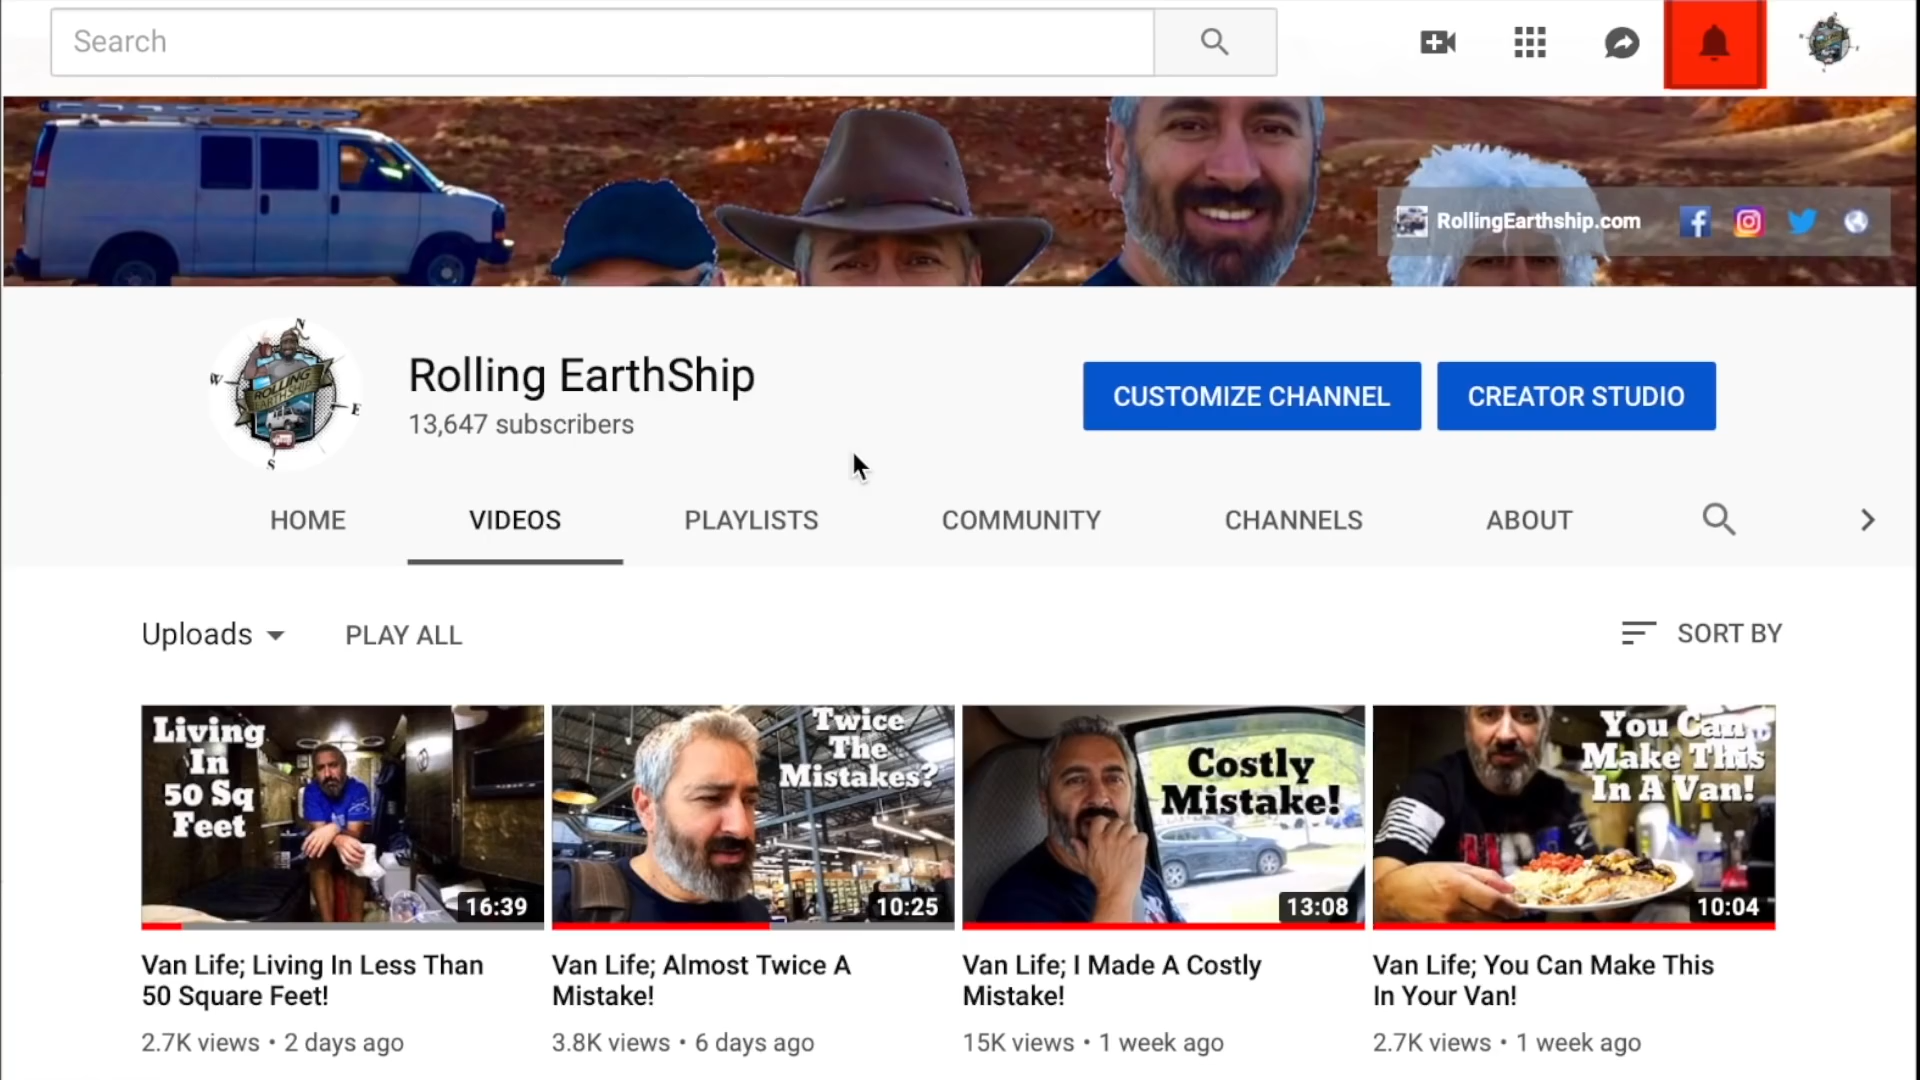 Search
RollingEarthship.com
N
W
ROLLING
EARTHSHIP
E
S
Rolling EarthShip
13,647 subscribers
CUSTOMIZE CHANNEL
CREATOR STUDIO
HOME
VIDEOS
PLAYLISTS
COMMUNITY
CHANNELS
ABOUT
Uploads
PLAY ALL
SORT BY
Living
In
50 Sq
Feet
16:39
Twice
The
Mistakes?
10:25
Costly
Mistake!
13:08
You Can
Make This
In A Van!
10:04
Van Life; Living In Less Than
50 Square Feet!
2.7K views • 2 days ago
Van Life; Almost Twice A
Mistake!
3.8K views • 6 days ago
Van Life; I Made A Costly
Mistake!
15K views • 1 week ago
Van Life; You Can Make This
In Your Van!
2.7K views • 1 week ago